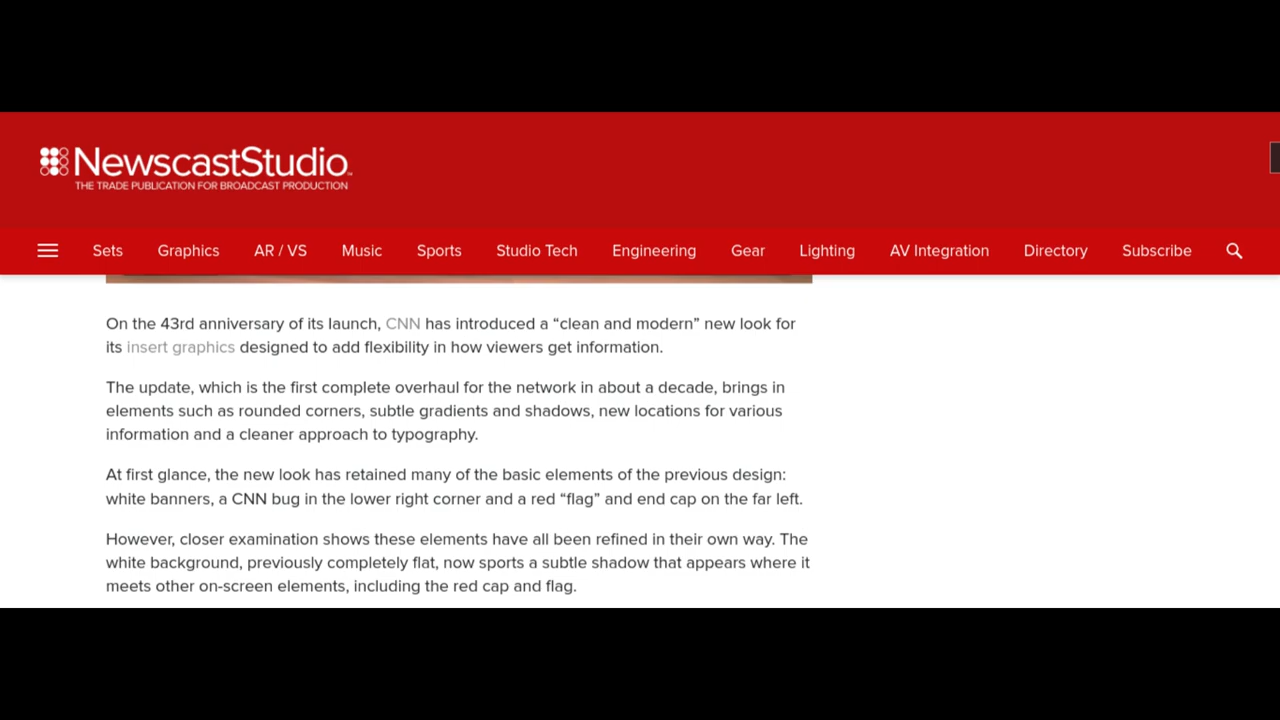 NewscastStudio
THE TRADE PUBLICATION FOR BROADCAST PRODUCTION
Sets Graphics AR / VS Music Sports Studio Tech Engineering Gear Lighting AV Integration Directory Subscribe
On the 43rd anniversary of its launch, CNN has introduced a “clean and modern” new look for
its insert graphics designed to add flexibility in how viewers get information.
The update, which is the first complete overhaul for the network in about a decade, brings in
elements such as rounded corners, subtle gradients and shadows, new locations for various
information and a cleaner approach to typography.
At first glance, the new look has retained many of the basic elements of the previous design:
white banners, a CNN bug in the lower right corner and a red “flag” and end cap on the far left.
However, closer examination shows these elements have all been refined in their own way. The
white background, previously completely flat, now sports a subtle shadow that appears where it
meets other on-screen elements, including the red cap and flag.